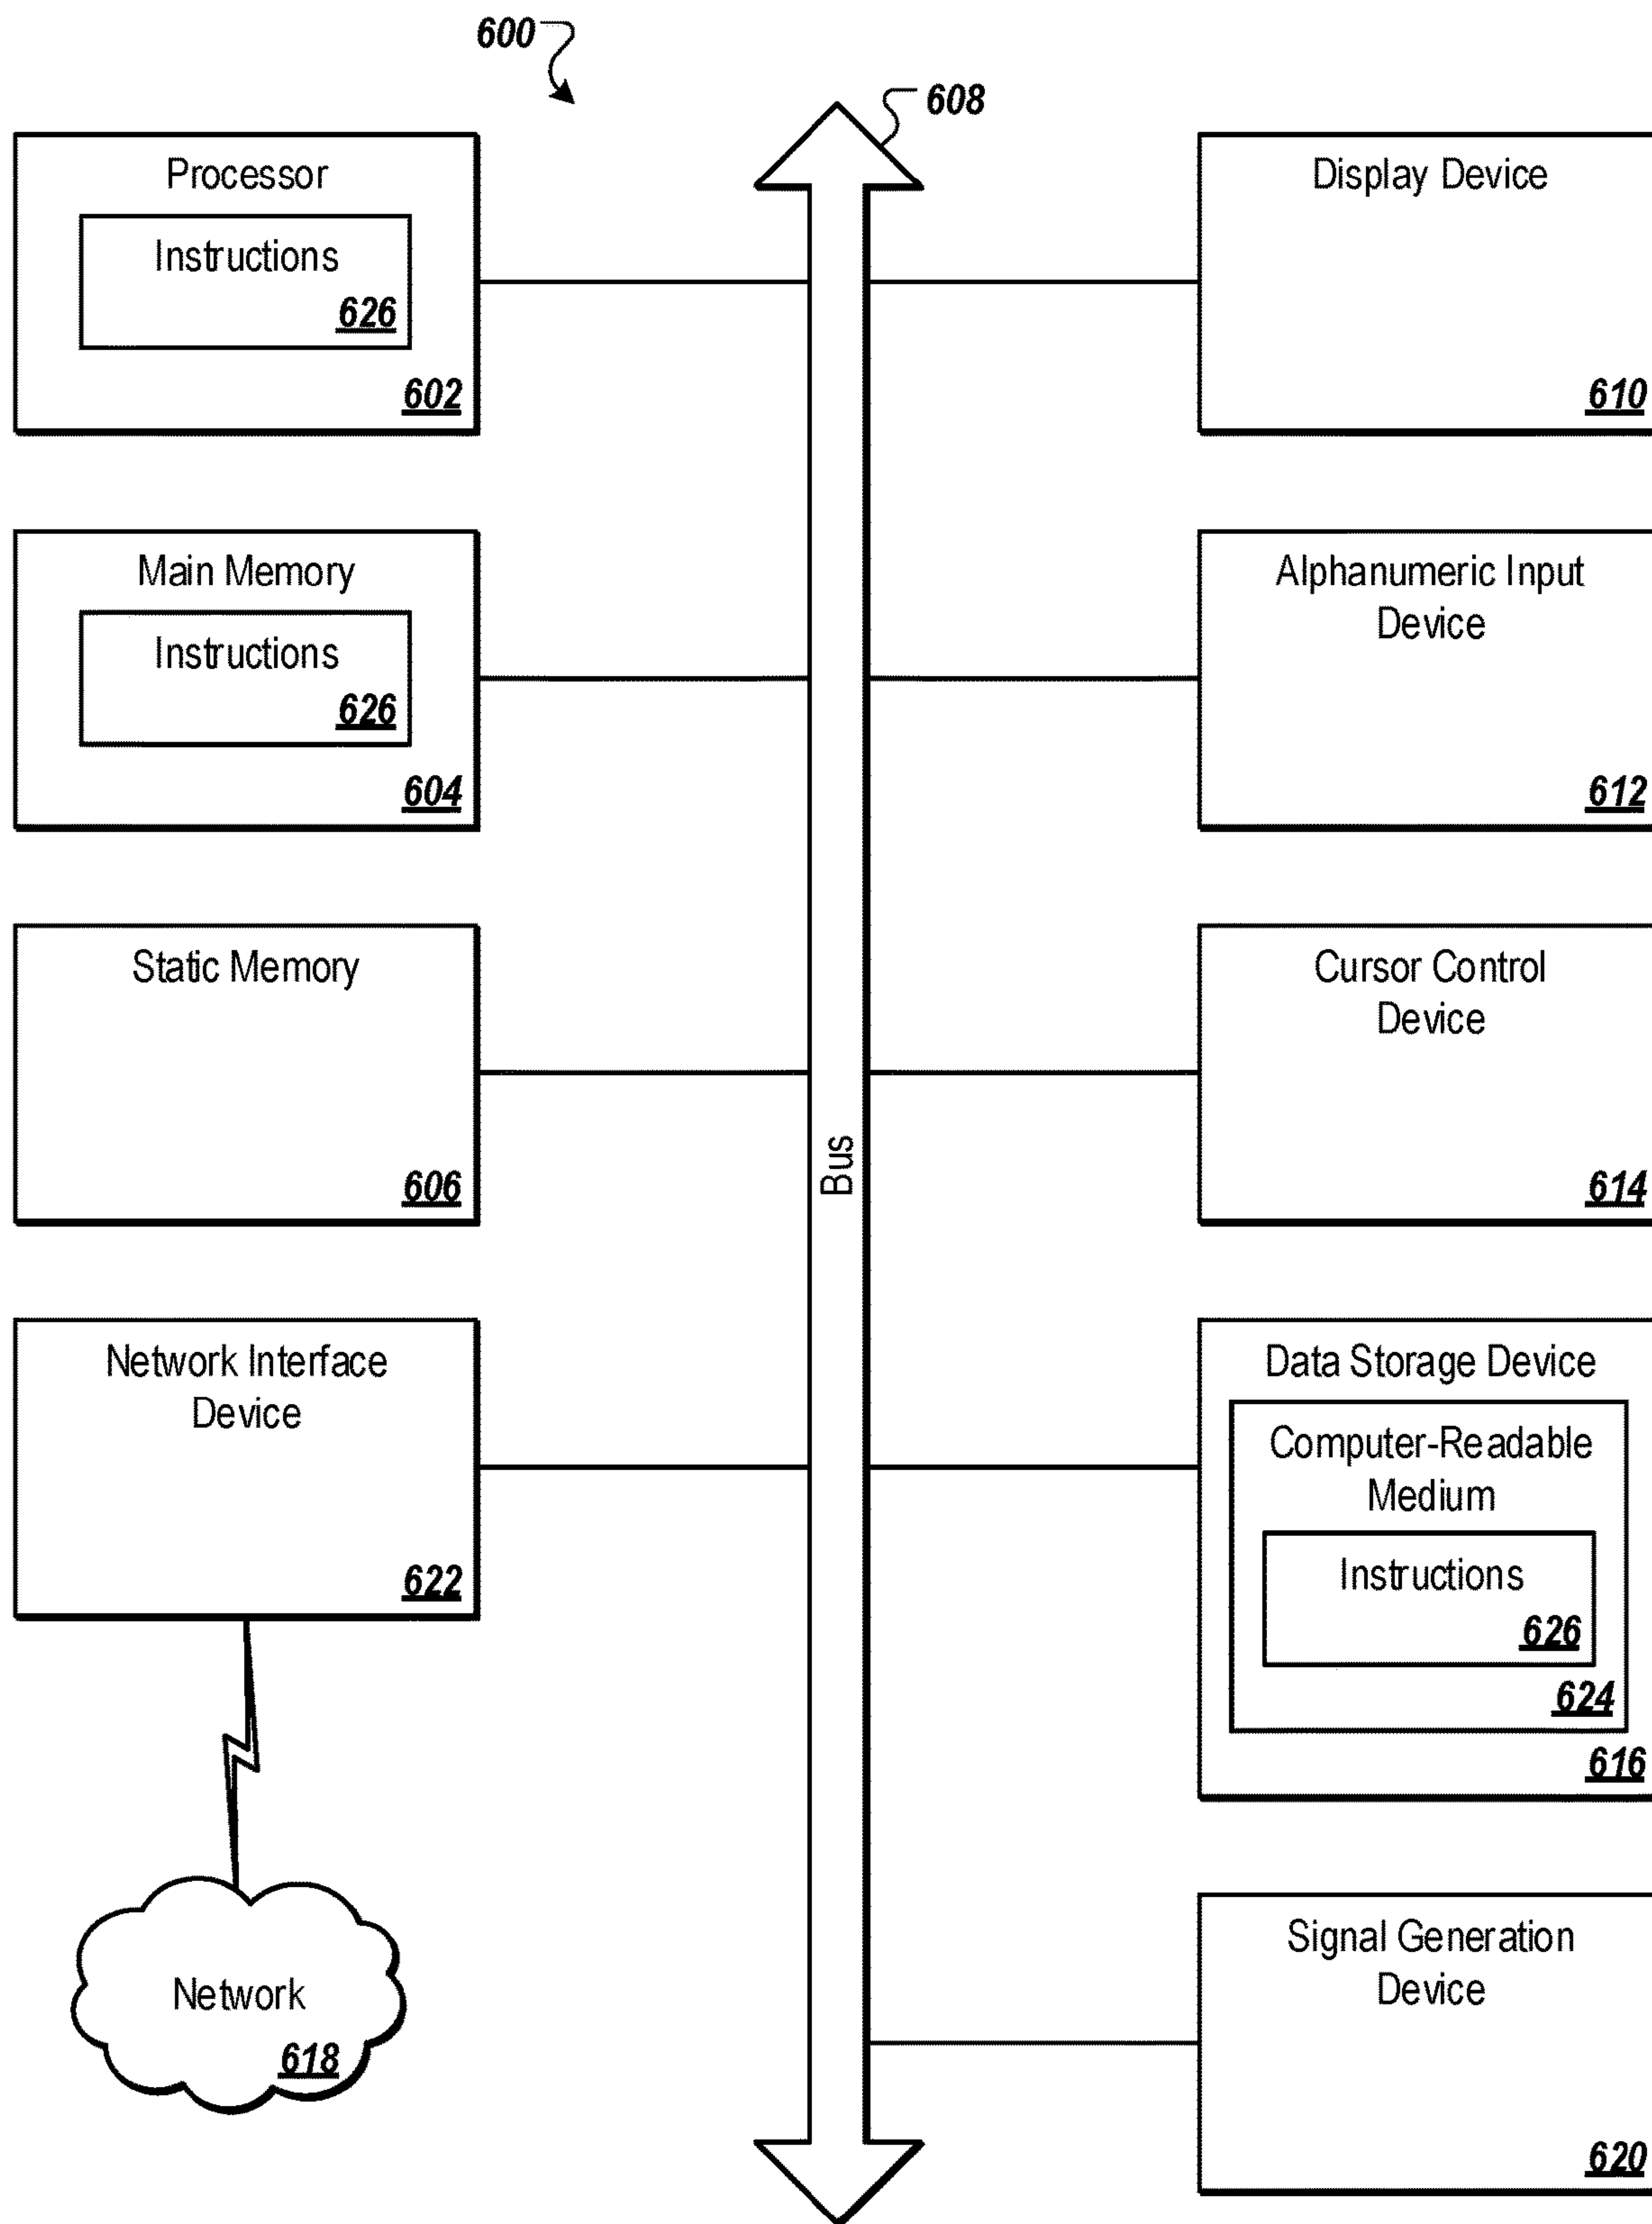 600
608
Processor
Instructions
626
602
Main Memory
Instructions
626
604
Static Memory
606
Network Interface
Device
622
Network
618
Bus
Display Device
610
Alphanumeric Input
Device
612
Cursor Control
Device
614
Data Storage Device
Computer-Readable
Medium
Instructions
626
624
616
Signal Generation
Device
620